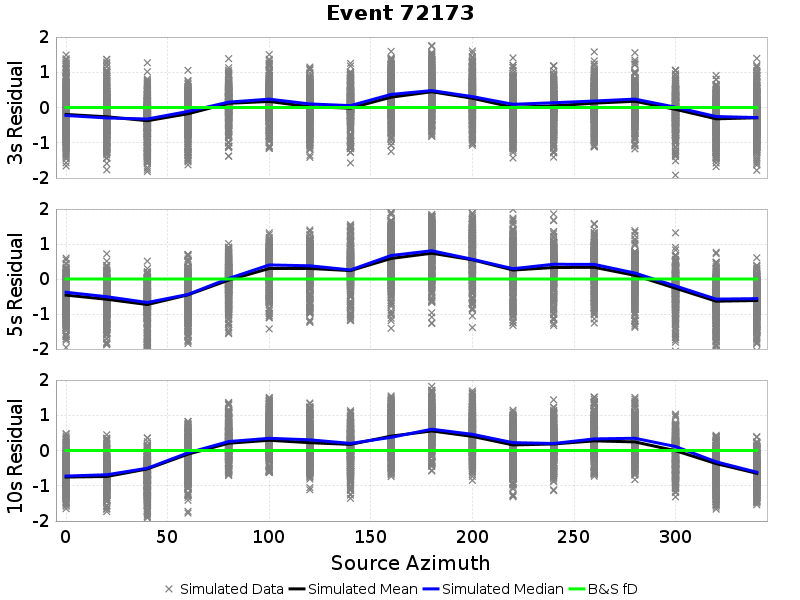 Event 72173
3s Residual
2
1
0
-1
-2
5s Residual
2
1
0
-1
-2
10s Residual
2
1
0
-1
-2
0 50 100 150 200 250 300
Source Azimuth
Simulated Data Simulated Mean Simulated Median B&S fD